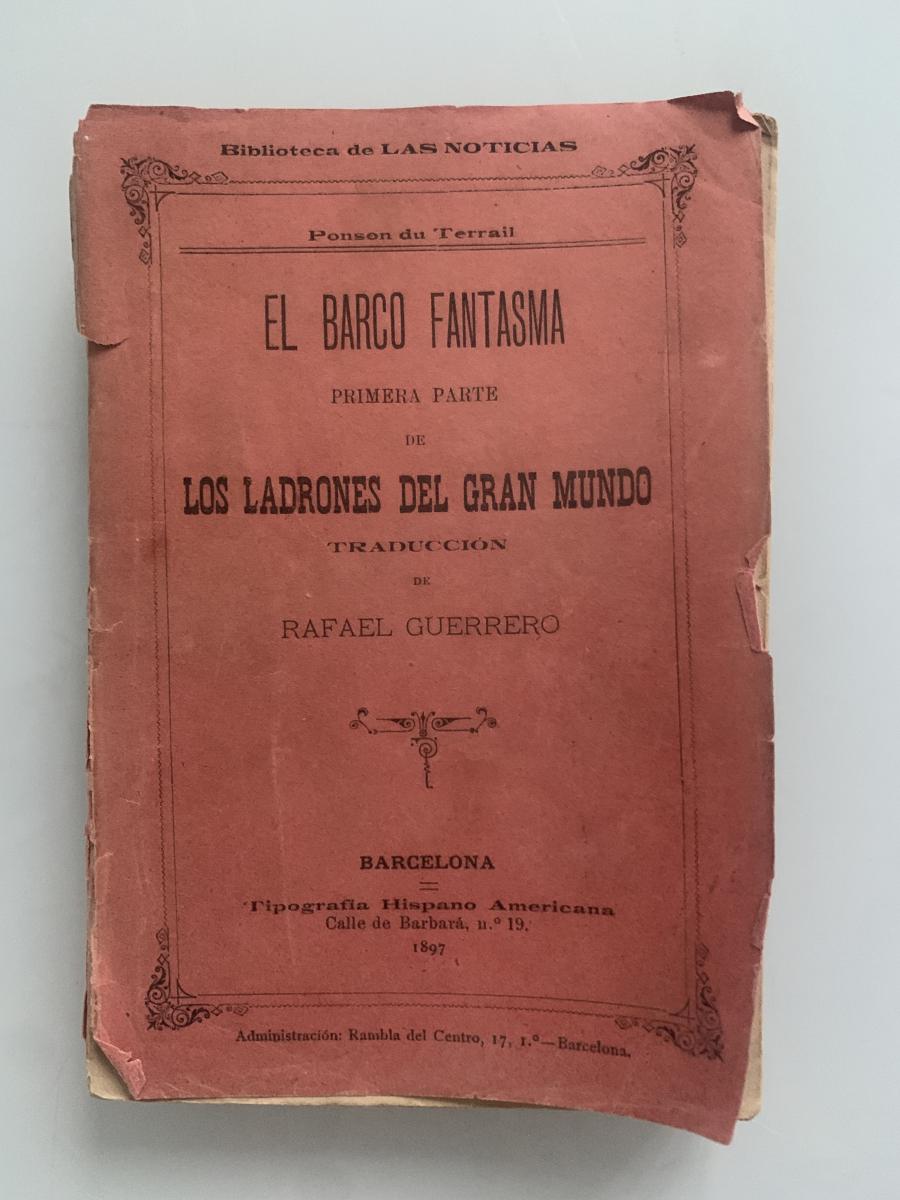 Biblioteca de LAS NOTICIAS
Ponson du Terrail
EL BARCO FANTASMA
PRIMERA PARTE
DE
LOS LADRONES DEL GRAN MUNDO
TRADUCCIÓN
DE
RAFAEL GUERRERO
BARCELONA
Tipografía Hispano Americana
Calle de Barbará, n.º 19.
1897
Administración: Rambla del Centro, 17, 1.º—Barcelona.